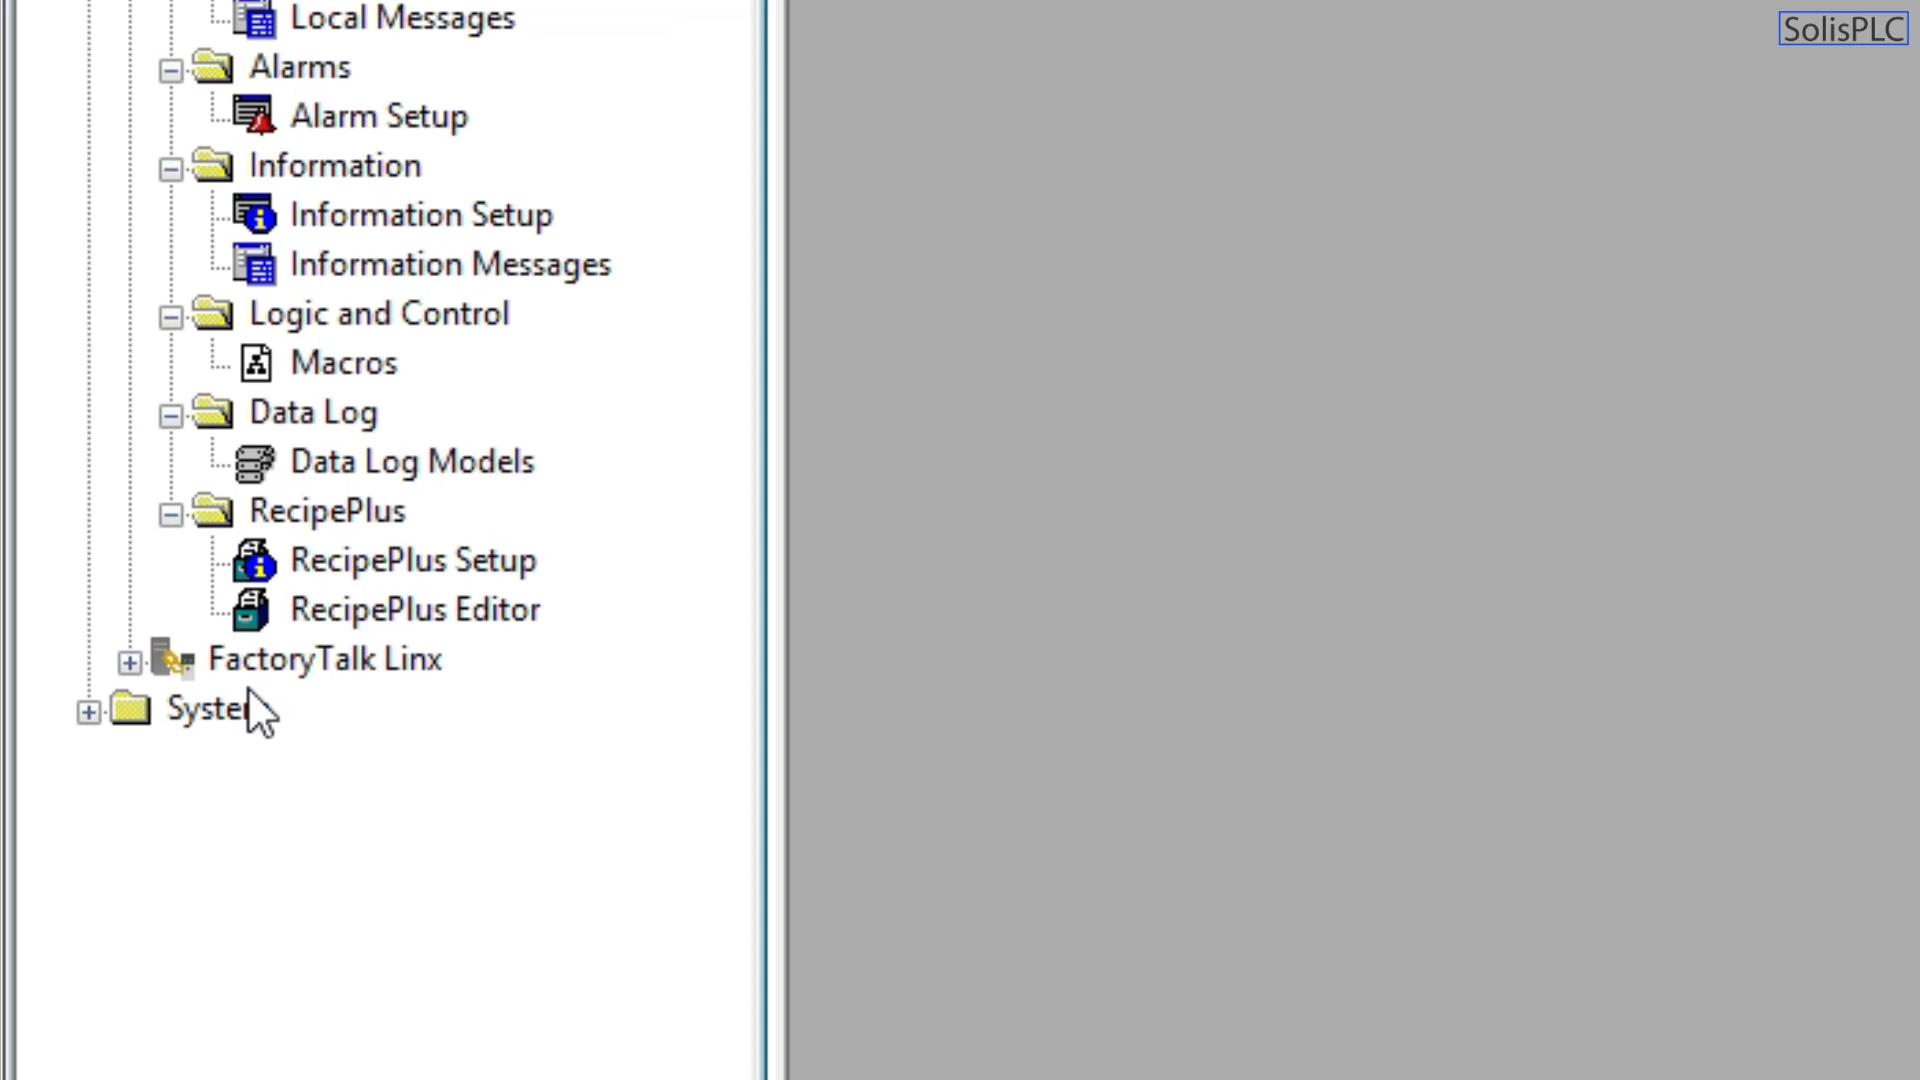 Local Messages
SolisPLC
Alarms
Alarm Setup
Information
Information Setup
Information Messages
Logic and Control
Macros
Data Log
Data Log Models
RecipePlus
RecipePlus Setup
RecipePlus Editor
FactoryTalk Linx